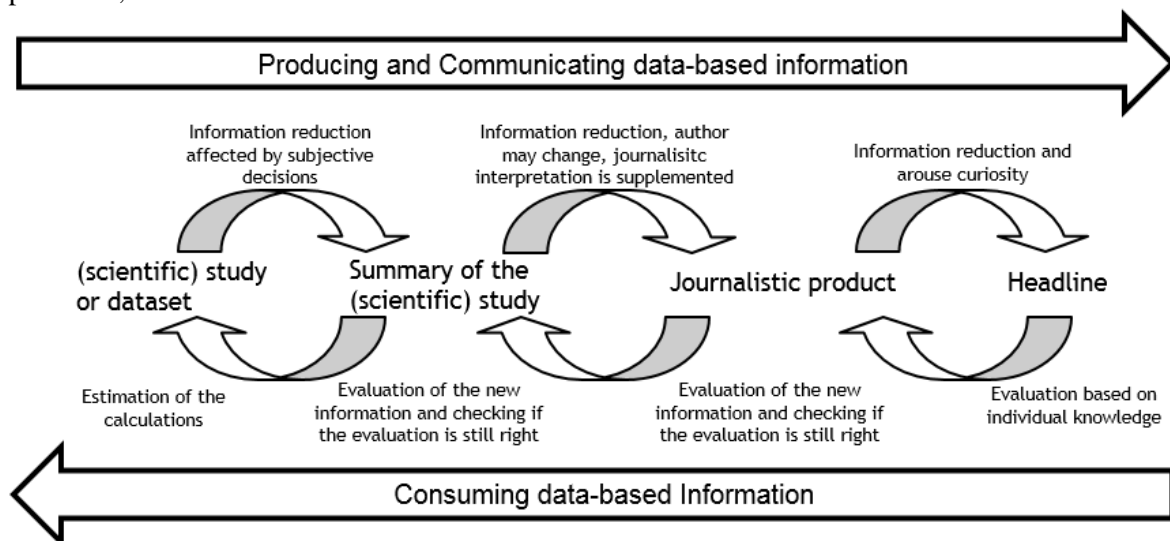 Producing and Communicating data-based information
Information reduction
affected by subjective
decisions
Information reduction, author
may change, journalisitc
interpretation is supplemented
Information reduction and
arouse curiosity
(scientific) study
or dataset
Summary of the
(scientific) study
Journalistic product
Headline
Estimation of the
calculations
Evaluation of the new
information and checking if
the evaluation is still right
Evaluation of the new
information and checking if
the evaluation is still right
Evaluation based on
individual knowledge
Consuming data-based Information